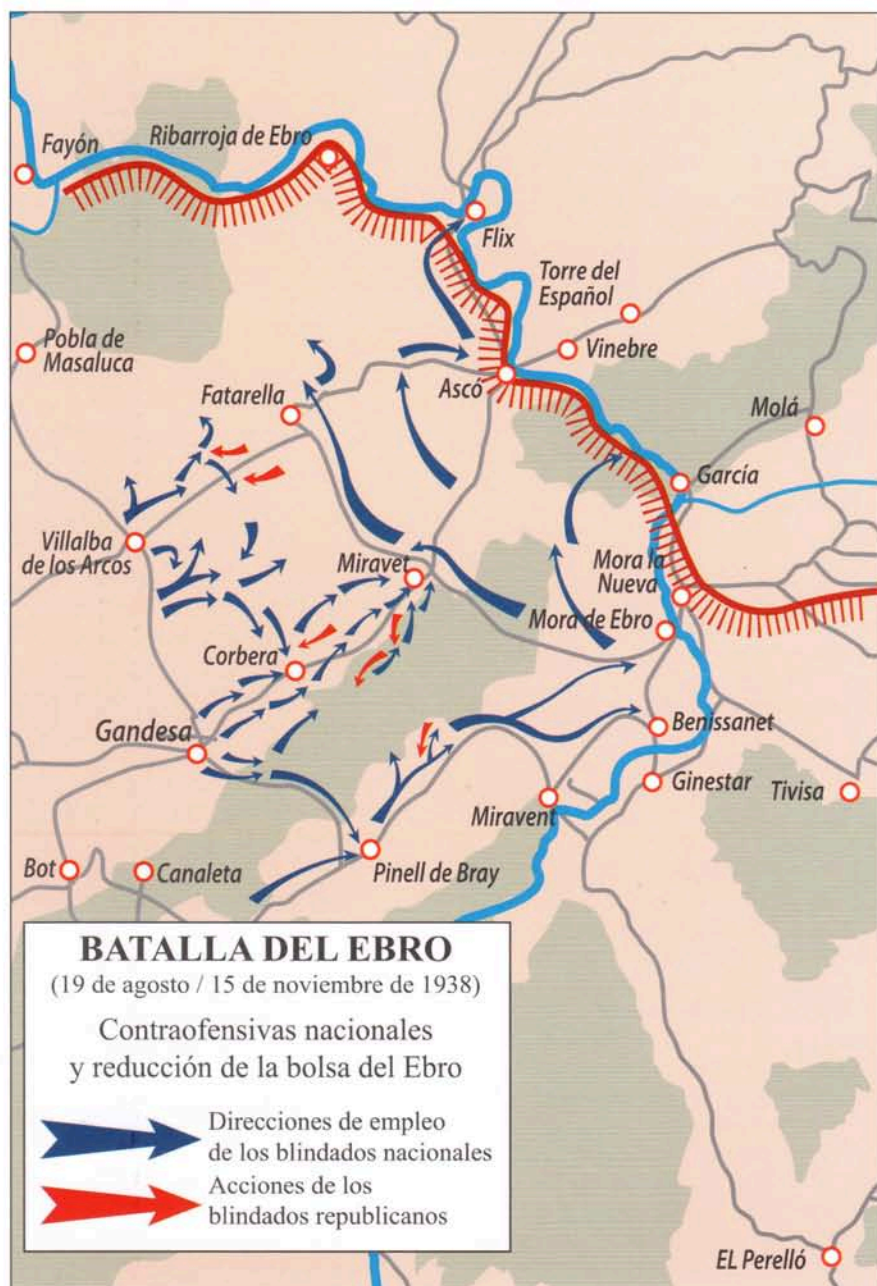 Fayón
Ribarroja de Ebro
Flix
Torre del
Español
Pobla de
Masaluca
Vinebre
Ascó
Fatarella
Molá
García
Villalba
de los Arcos
Miravet
Mora la
Nueva
Mora de Ebro
Corbera
Gandesa
Benissanet
Ginestar
Tivisa
Miravent
Bot
Canaleta
Pinell de Bray
BATALLA DEL EBRO
(19 de agosto / 15 de noviembre de 1938)
Contraofensivas nacionales
y reducción de la bolsa del Ebro
Direcciones de empleo
de los blindados nacionales
Acciones de los
blindados republicanos
EL Perelló